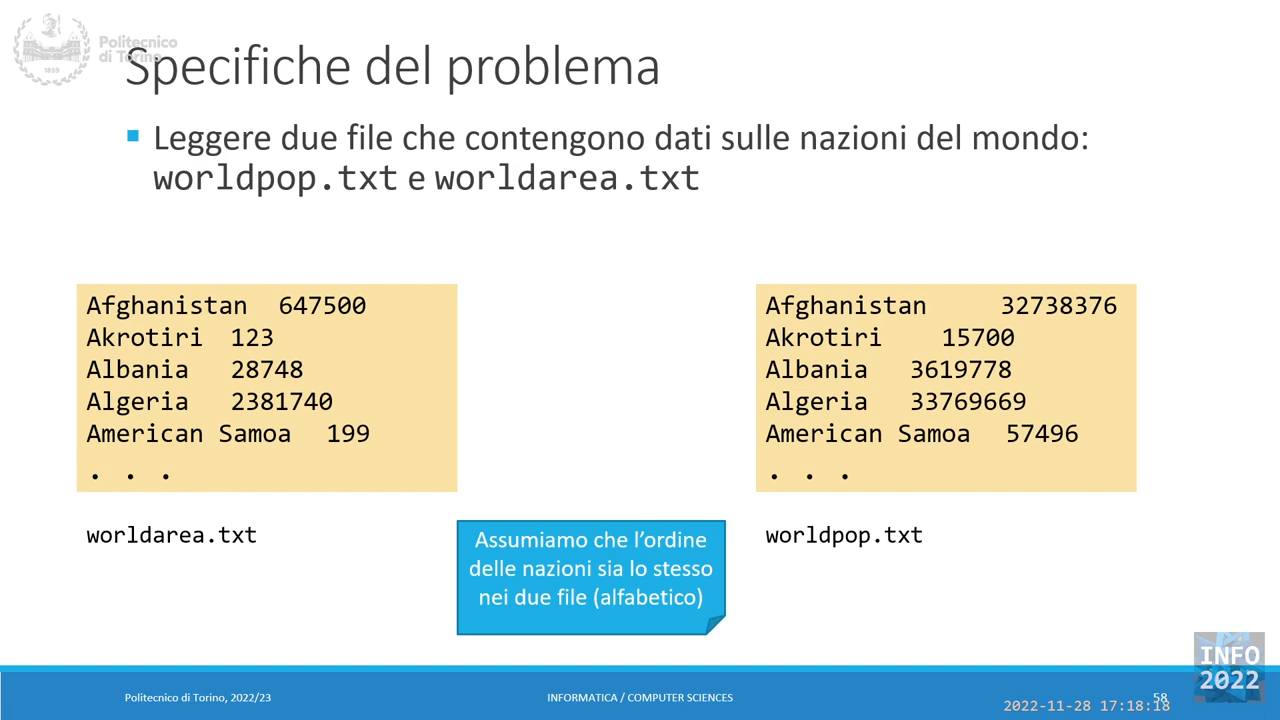 Politecnico
di Torino
1859
Specifiche del problema
Leggere due file che contengono dati sulle nazioni del mondo:
worldpop.txt e worldarea.txt
Afghanistan 647500
Akrotiri 123
Albania 28748
Algeria 2381740
American Samoa 199
. . .
worldarea.txt
Afghanistan 32738376
Akrotiri 15700
Albania 3619778
Algeria 33769669
American Samoa 57496
. . .
worldpop.txt
Assumiamo che l’ordine
delle nazioni sia lo stesso
nei due file (alfabetico)
Politecnico di Torino, 2022/23
INFORMATICA / COMPUTER SCIENCES
58
2022-11-28 17:18:18
INFO
2022